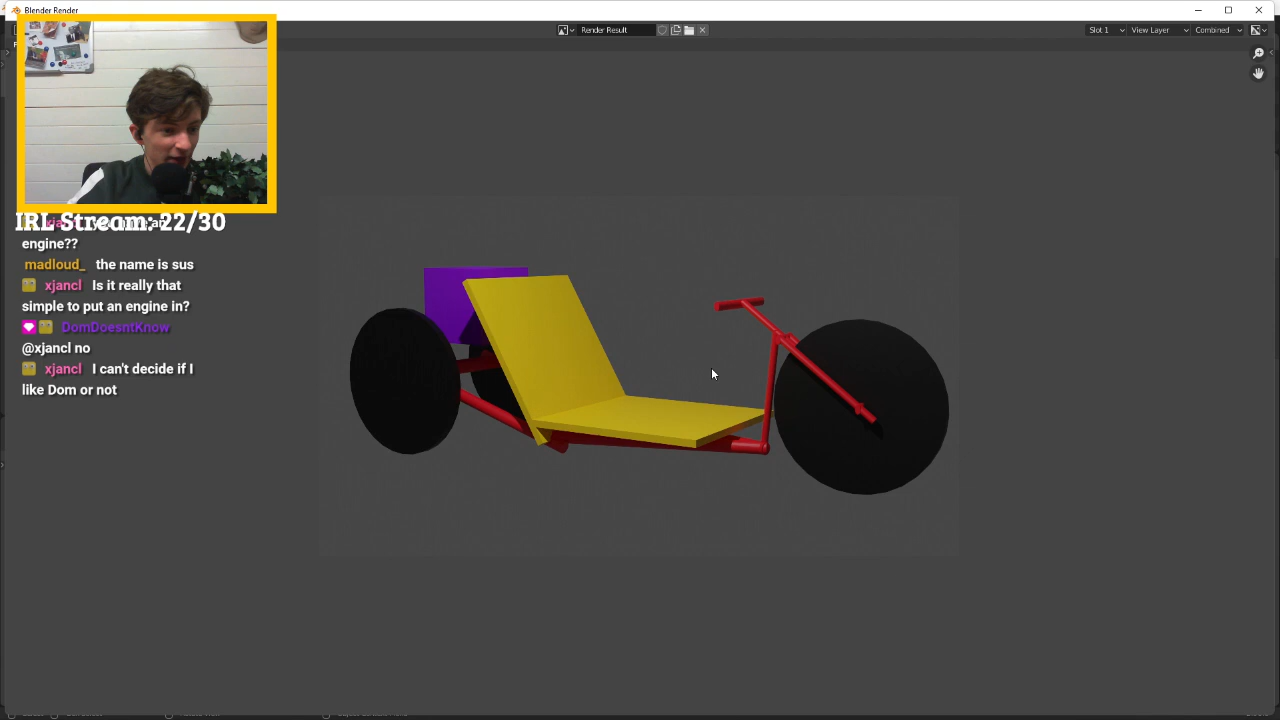 Blender Render
Render Result
Slot 1
View Layer
Combined
IRL Stream: 22/30
engine??
madloud_ the name is sus
xjancl Is it really that
simple to put an engine in?
DomDoesntKnow
@xjancl no
xjancl I can't decide if I
like Dom or not